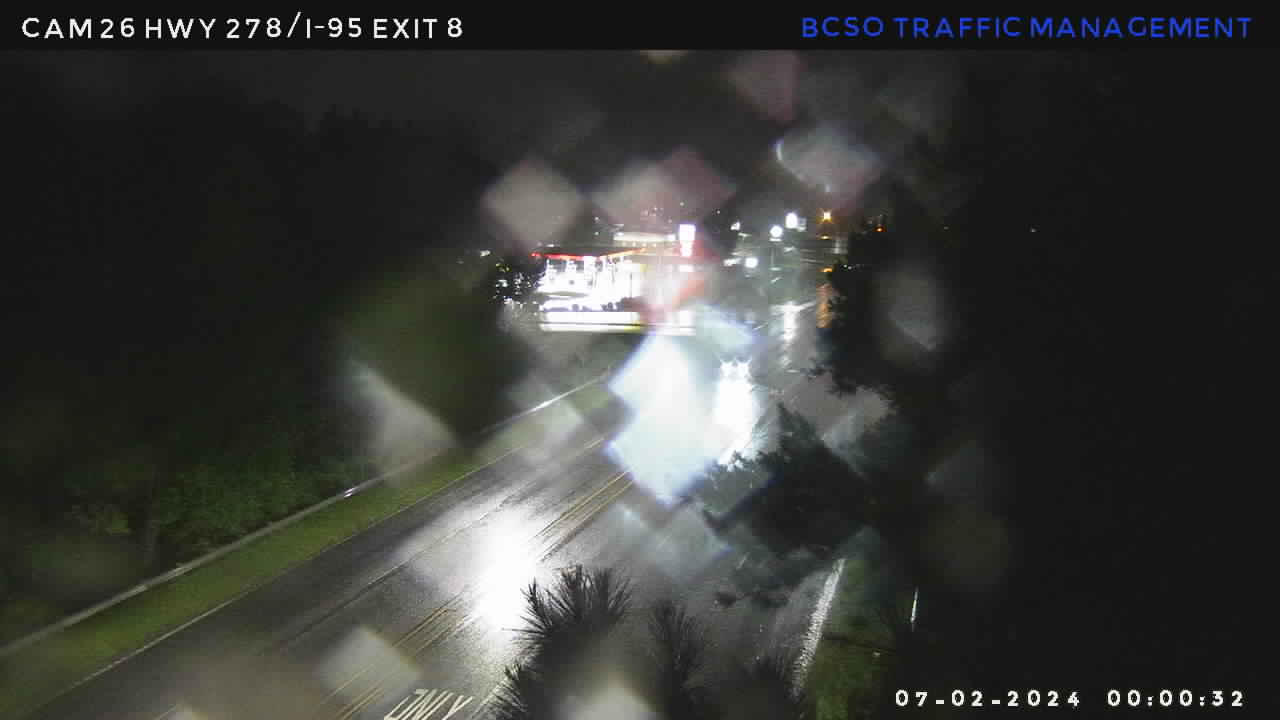 CAM26 HWY 278/I-95 EXIT 8
BCSO TRAFFIC MANAGEMENT
ONLY
07-02-2024 00:00:32